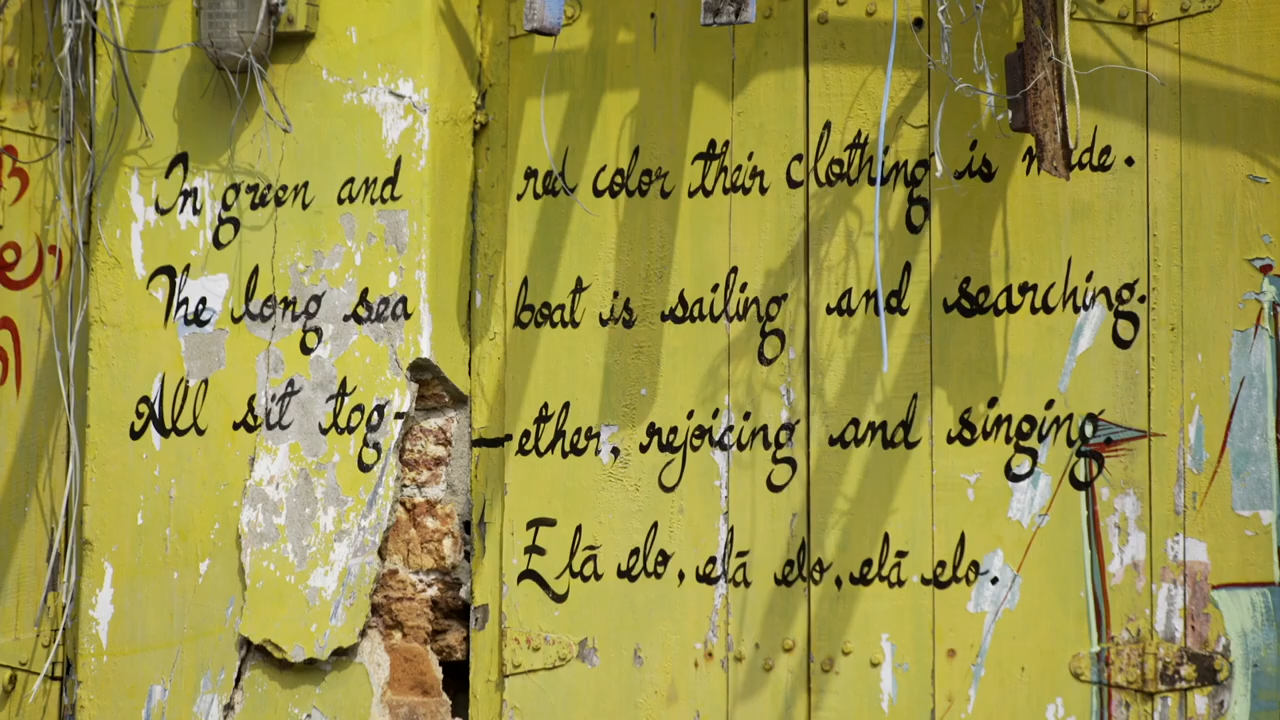 In green and red color their clothing is made.
The long sea boat is sailing and searching.
All sit tog- -ether, rejoicing and singing.
Elā elo, elā elo, elā elo.